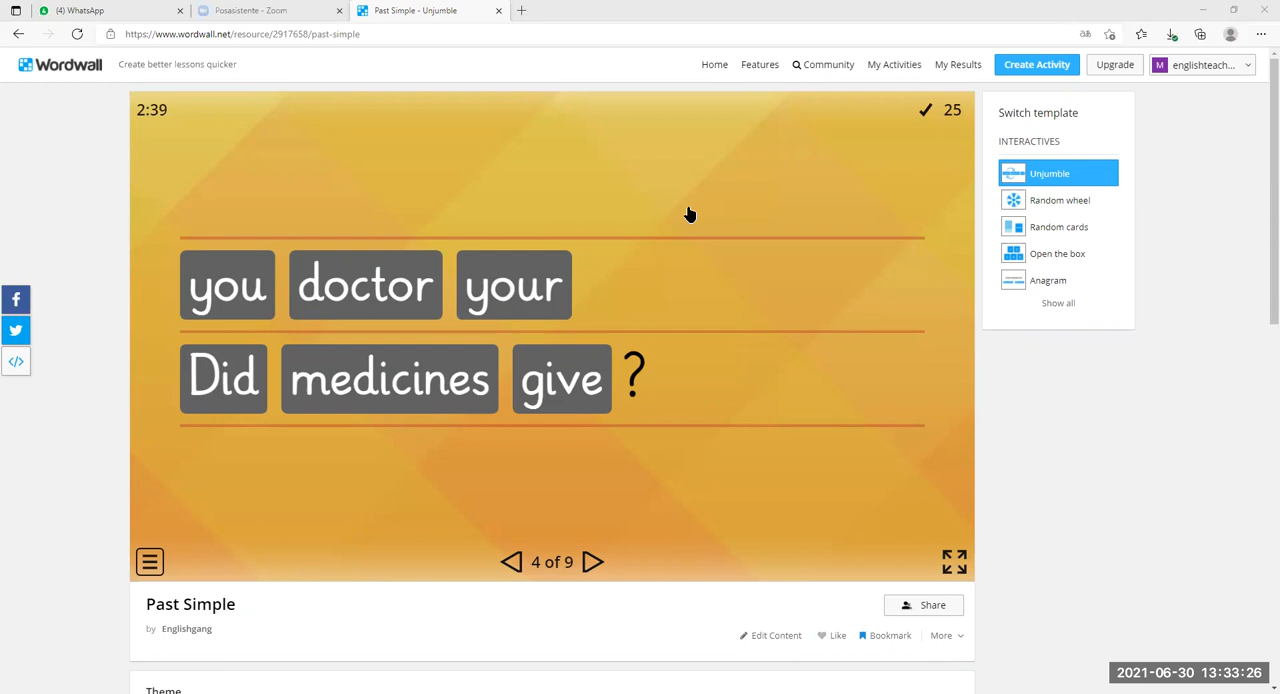 (4) WhatsApp
Posasistente - Zoom
Past Simple - Unjumble
https://www.wordwall.net/resource/2917658/past-simple
Wordwall
Create better lessons quicker
Home
Features
Community
My Activities
My Results
Create Activity
Upgrade
M
englishteach...
2:39
25
you doctor your
Did medicines give ?
4 of 9
Switch template
INTERACTIVES
Unjumble
Random wheel
Random cards
Open the box
Anagram
Show all
Past Simple
Share
by Englishgang
Edit Content
Like
Bookmark
More
Theme
2021-06-30 13:33:26